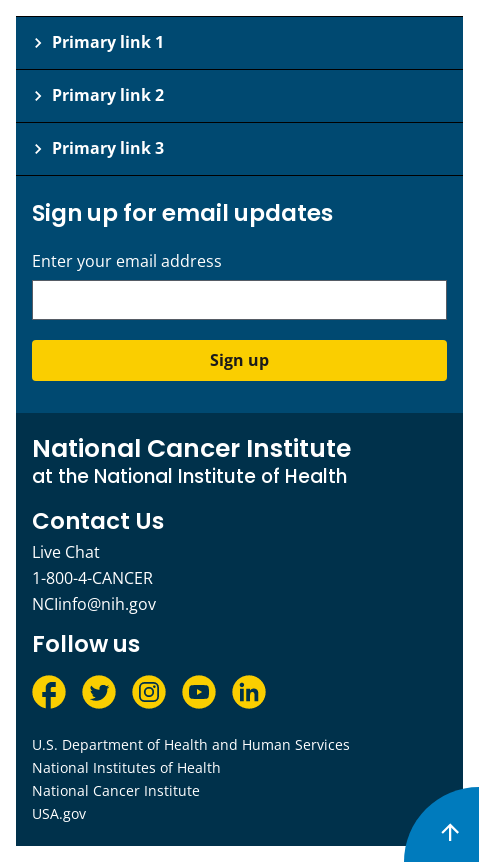 Primary link 1
Primary link 2
Primary link 3
Sign up for email updates
Enter your email address
Sign up
National Cancer Institute
at the National Institute of Health
Contact Us
Live Chat
1-800-4-CANCER
NCIinfo@nih.gov
Follow us
U.S. Department of Health and Human Services
National Institutes of Health
National Cancer Institute
USA.gov